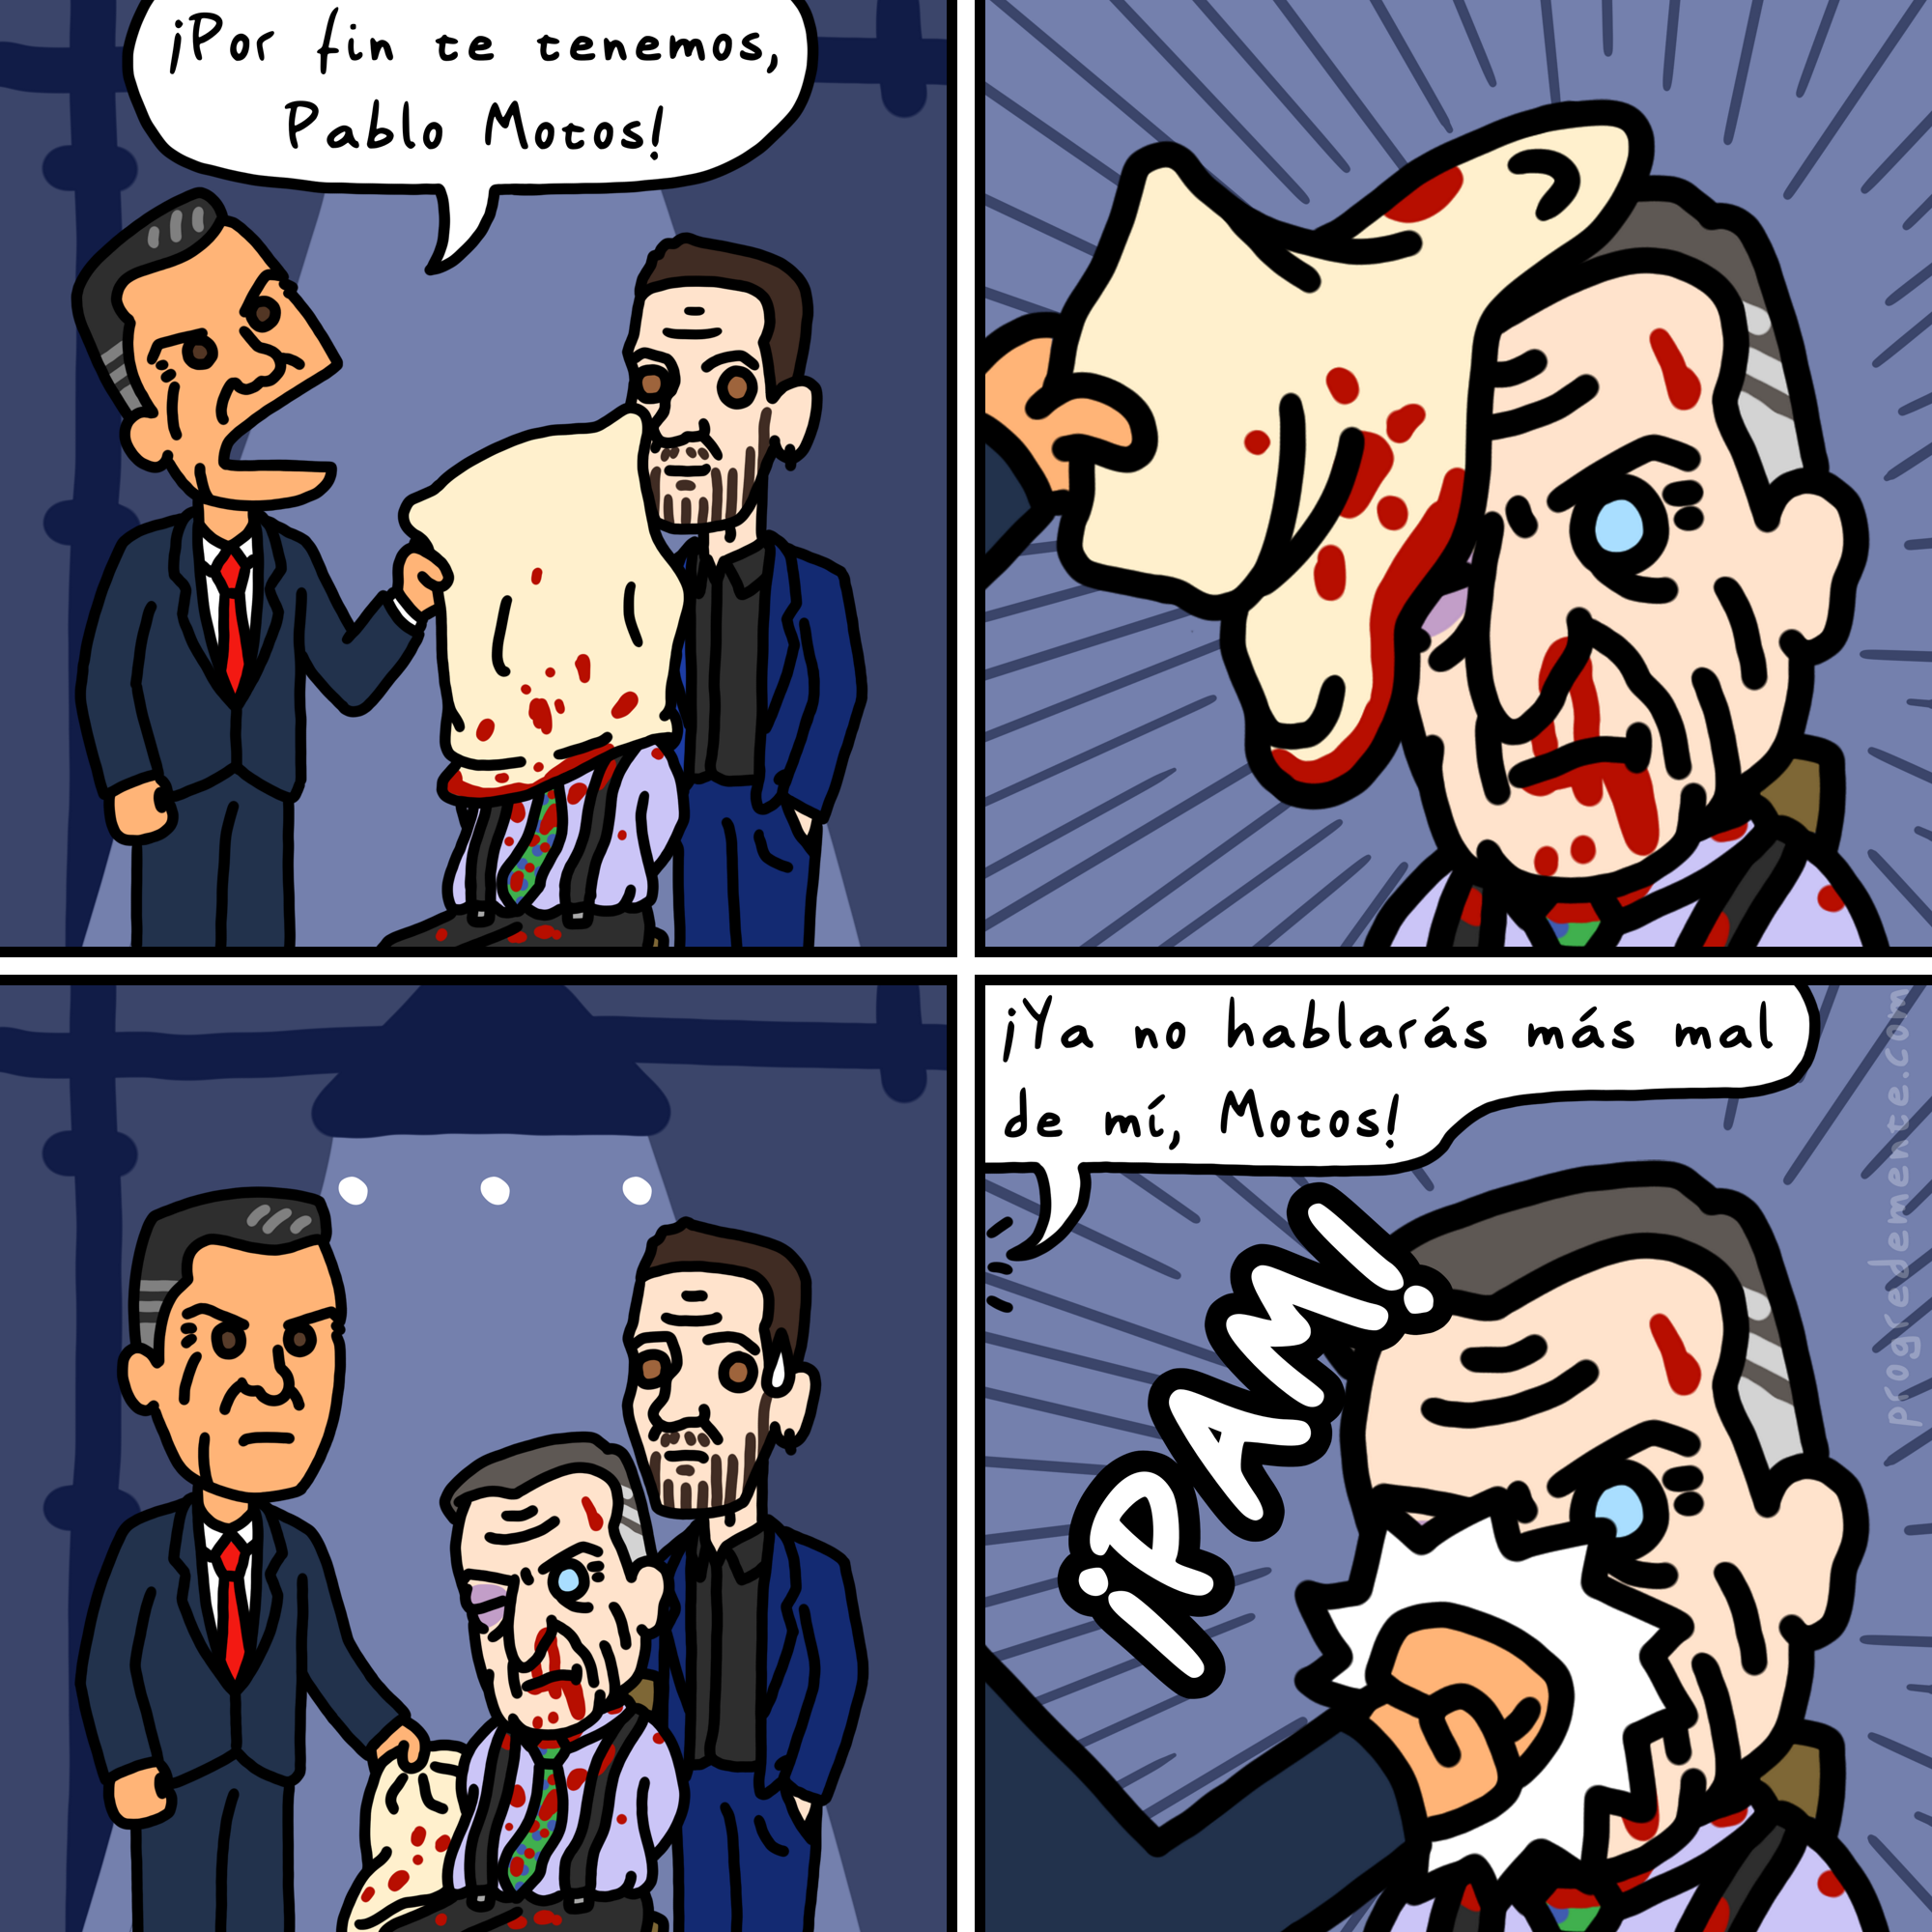 ¡Por fin te tenemos,
Pablo Motos!
¡Ya no hablarás más mal
de mí, Motos!
¡PAM!
progredemente.com